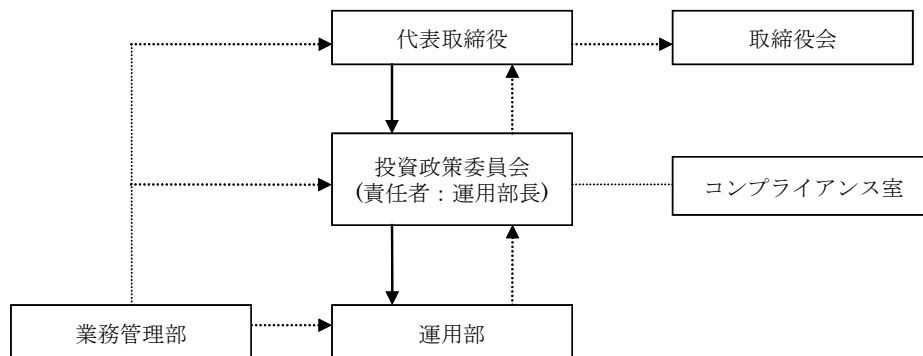 代表取締役
取締役会
投資政策委員会
(責任者：運用部長)
コンプライアンス室
業務管理部
運用部